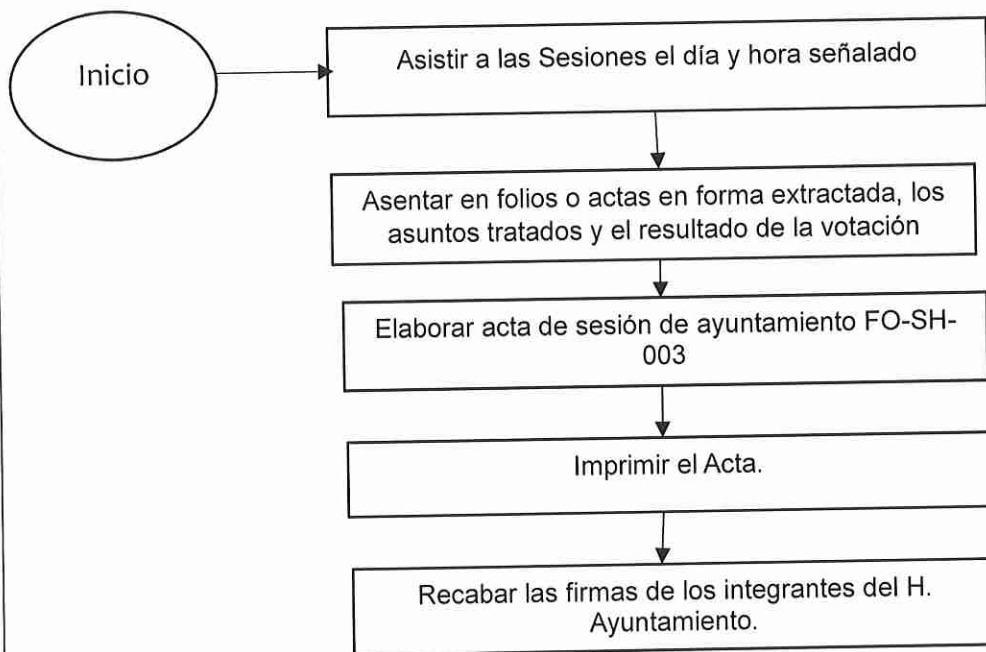 Inicio
Asistir a las Sesiones el día y hora señalado
Asentar en folios o actas en forma extractada, los
asuntos tratados y el resultado de la votación
Elaborar acta de sesión de ayuntamiento FO-SH-
003
Imprimir el Acta.
Recabar las firmas de los integrantes del H.
Ayuntamiento.